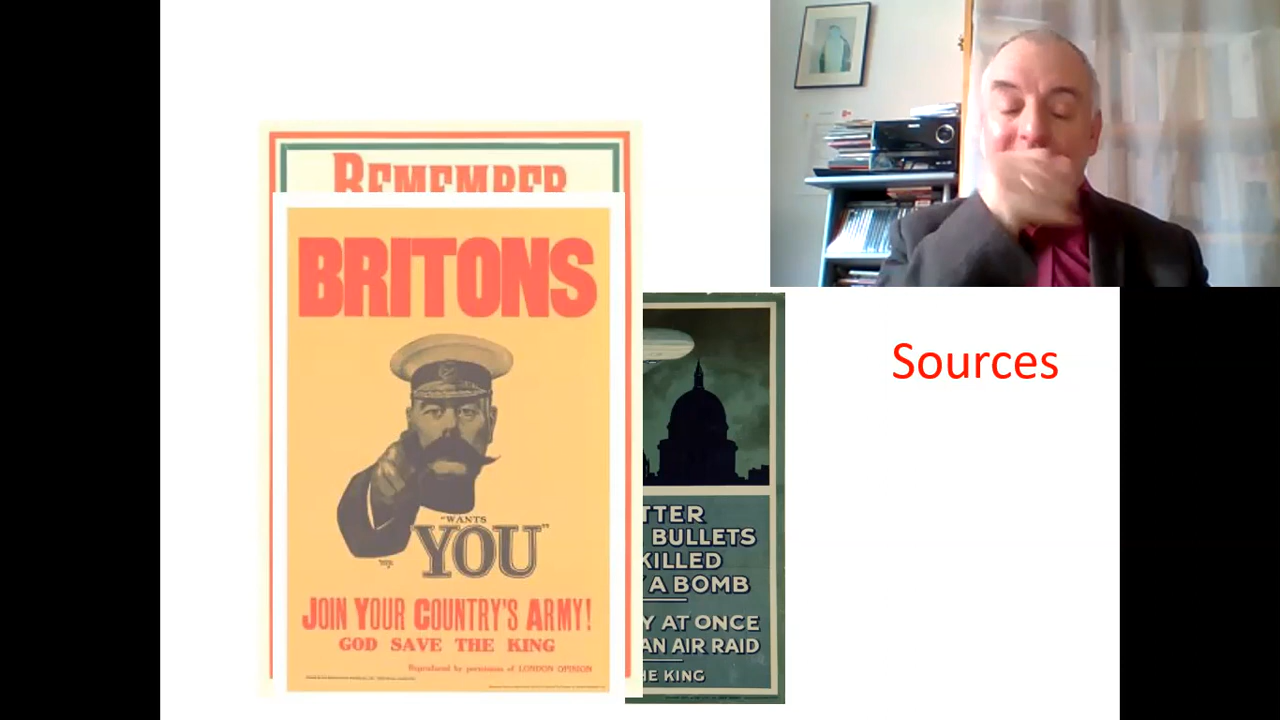 REMEMBER
BRITONS
"WANTS
YOU"
JOIN YOUR COUNTRY'S ARMY!
GOD SAVE THE KING
Reproduced by permission of LONDON OPINION
TTER
BULLETS
KILLED
Y A BOMB
Y AT ONCE
AN AIR RAID
HE KING
Sources